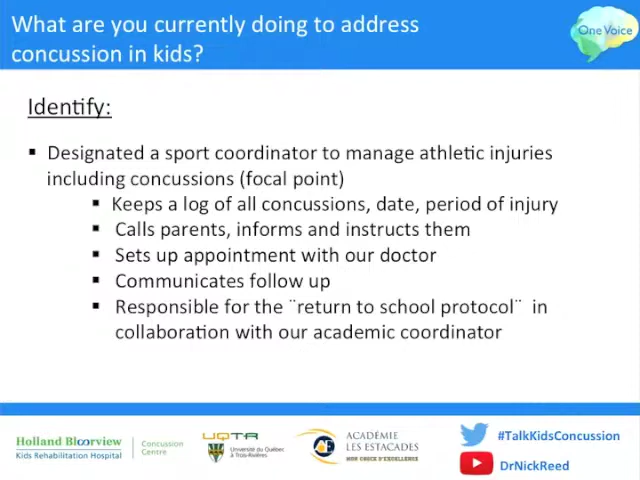 What are you currently doing to address
concussion in kids?
One Voice
Identify:
▪ Designated a sport coordinator to manage athletic injuries
including concussions (focal point)
▪ Keeps a log of all concussions, date, period of injury
▪ Calls parents, informs and instructs them
▪ Sets up appointment with our doctor
▪ Communicates follow up
▪ Responsible for the ¨return to school protocol¨ in
collaboration with our academic coordinator
Holland Bloorview
Kids Rehabilitation Hospital
Concussion
Centre
UQTR
Université du Québec
à Trois-Rivières
ACADÉMIE
LES ESTACADES
MON CHOIX D'EXCELLENCE
#TalkKidsConcussion
DrNickReed